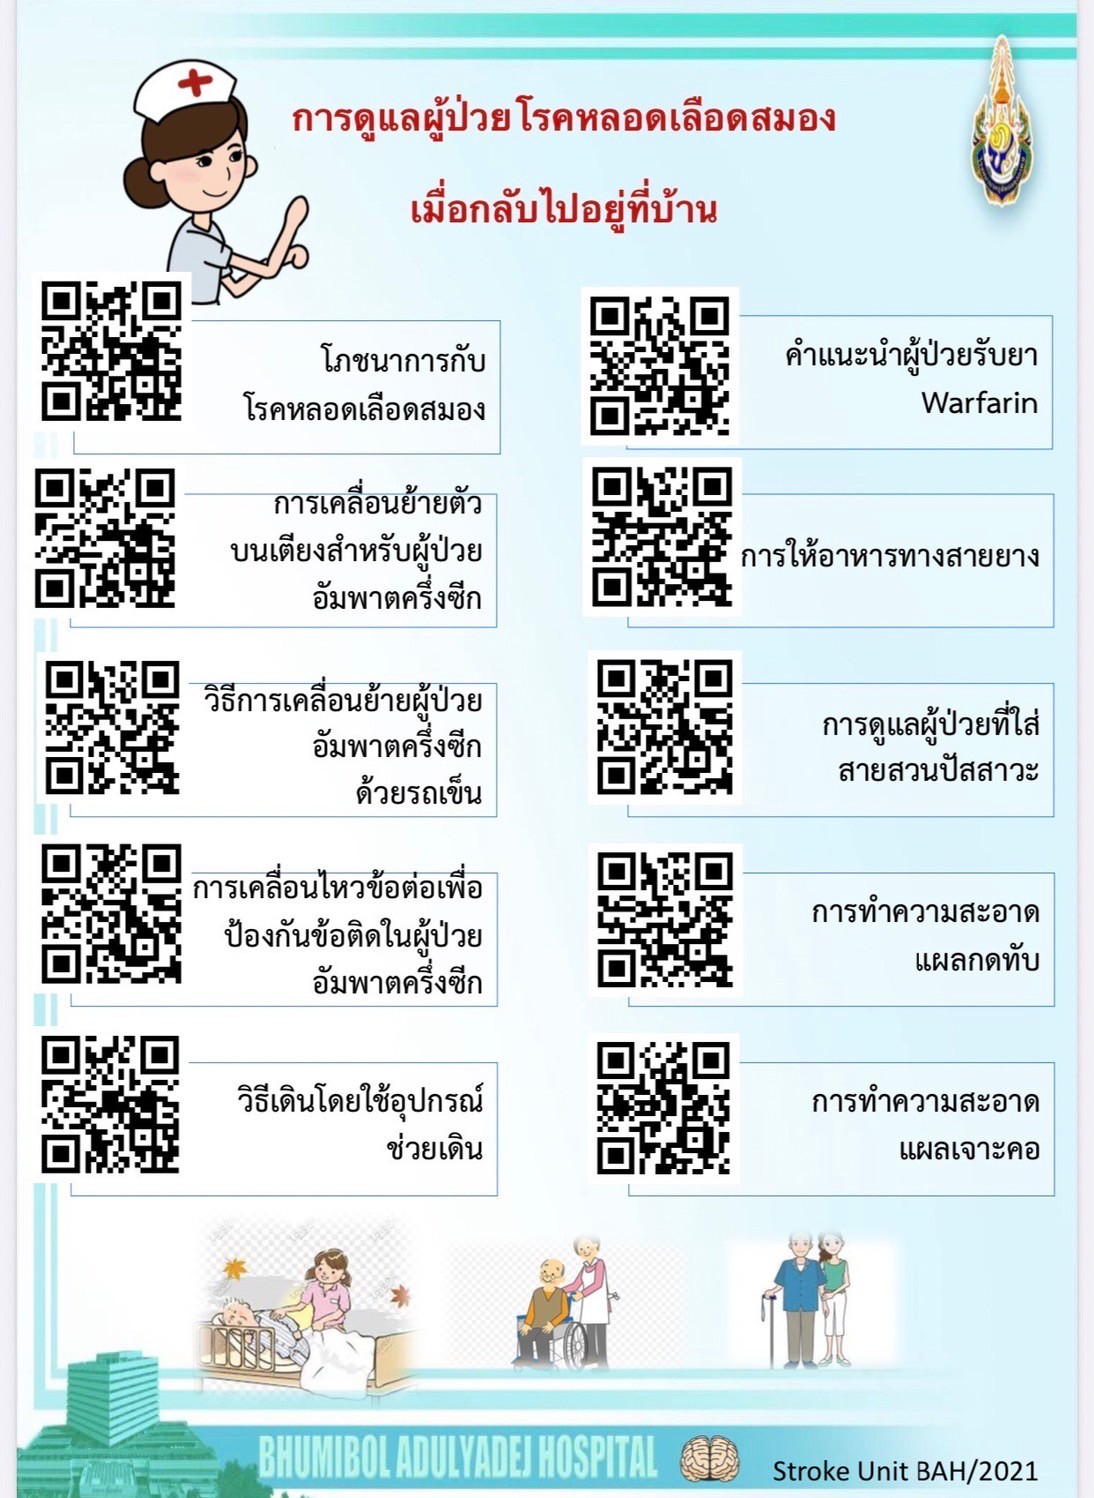 การดูแลผู้ป่วยโรคหลอดเลือดสมอง
เมื่อกลับไปอยู่ที่บ้าน
โภชนาการกับ
โรคหลอดเลือดสมอง
การเคลื่อนย้ายตัว
บนเตียงสำหรับผู้ป่วย
อัมพาตครึ่งซีก
วิธีการเคลื่อนย้ายผู้ป่วย
อัมพาตครึ่งซีก
ด้วยรถเข็น
การเคลื่อนไหวข้อต่อเพื่อ
ป้องกันข้อติดในผู้ป่วย
อัมพาตครึ่งซีก
วิธีเดินโดยใช้อุปกรณ์
ช่วยเดิน
คำแนะนำผู้ป่วยรับยา
Warfarin
การให้อาหารทางสายยาง
การดูแลผู้ป่วยที่ใส่
สายสวนปัสสาวะ
การทำความสะอาด
แผลกดทับ
การทำความสะอาด
แผลเจาะคอ
BHUMIBOL ADULYADEJ HOSPITAL
Stroke Unit BAH/2021